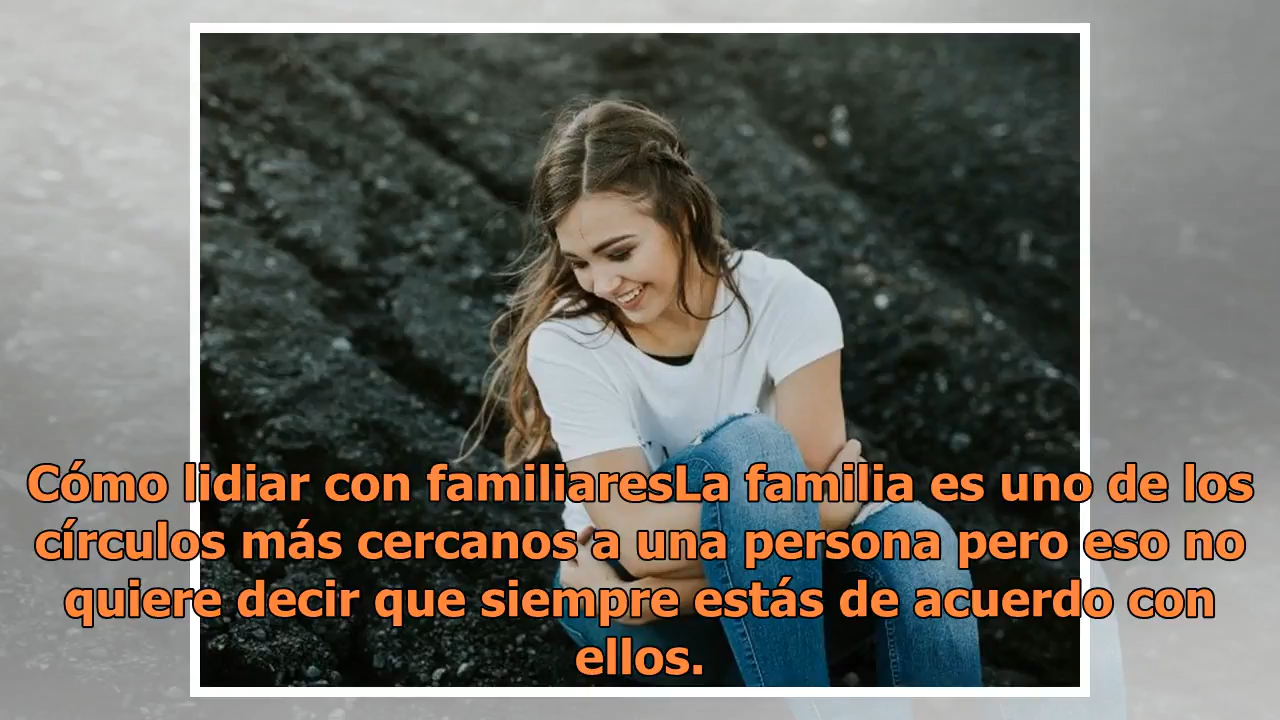 Cómo lidiar con familiaresLa familia es uno de los
círculos más cercanos a una persona pero eso no
quiere decir que siempre estás de acuerdo con
ellos.